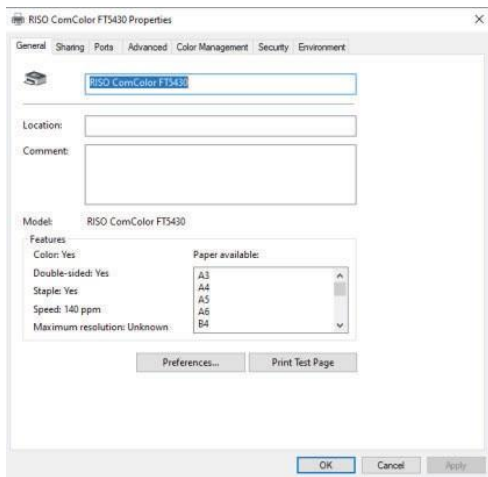 RISO ComColor FT5430 Properties
General Sharing Ports Advanced Color Management Security Environment
RISO ComColor FT5430
Location:
Comment:
Model: RISO ComColor FT5430
Features
Color: Yes
Paper available:
Double-sided: Yes
Staple: Yes
Speed: 140 ppm
Maximum resolution: Unknown
A3
A4
A5
A6
B4
Preferences... Print Test Page
OK Cancel Apply